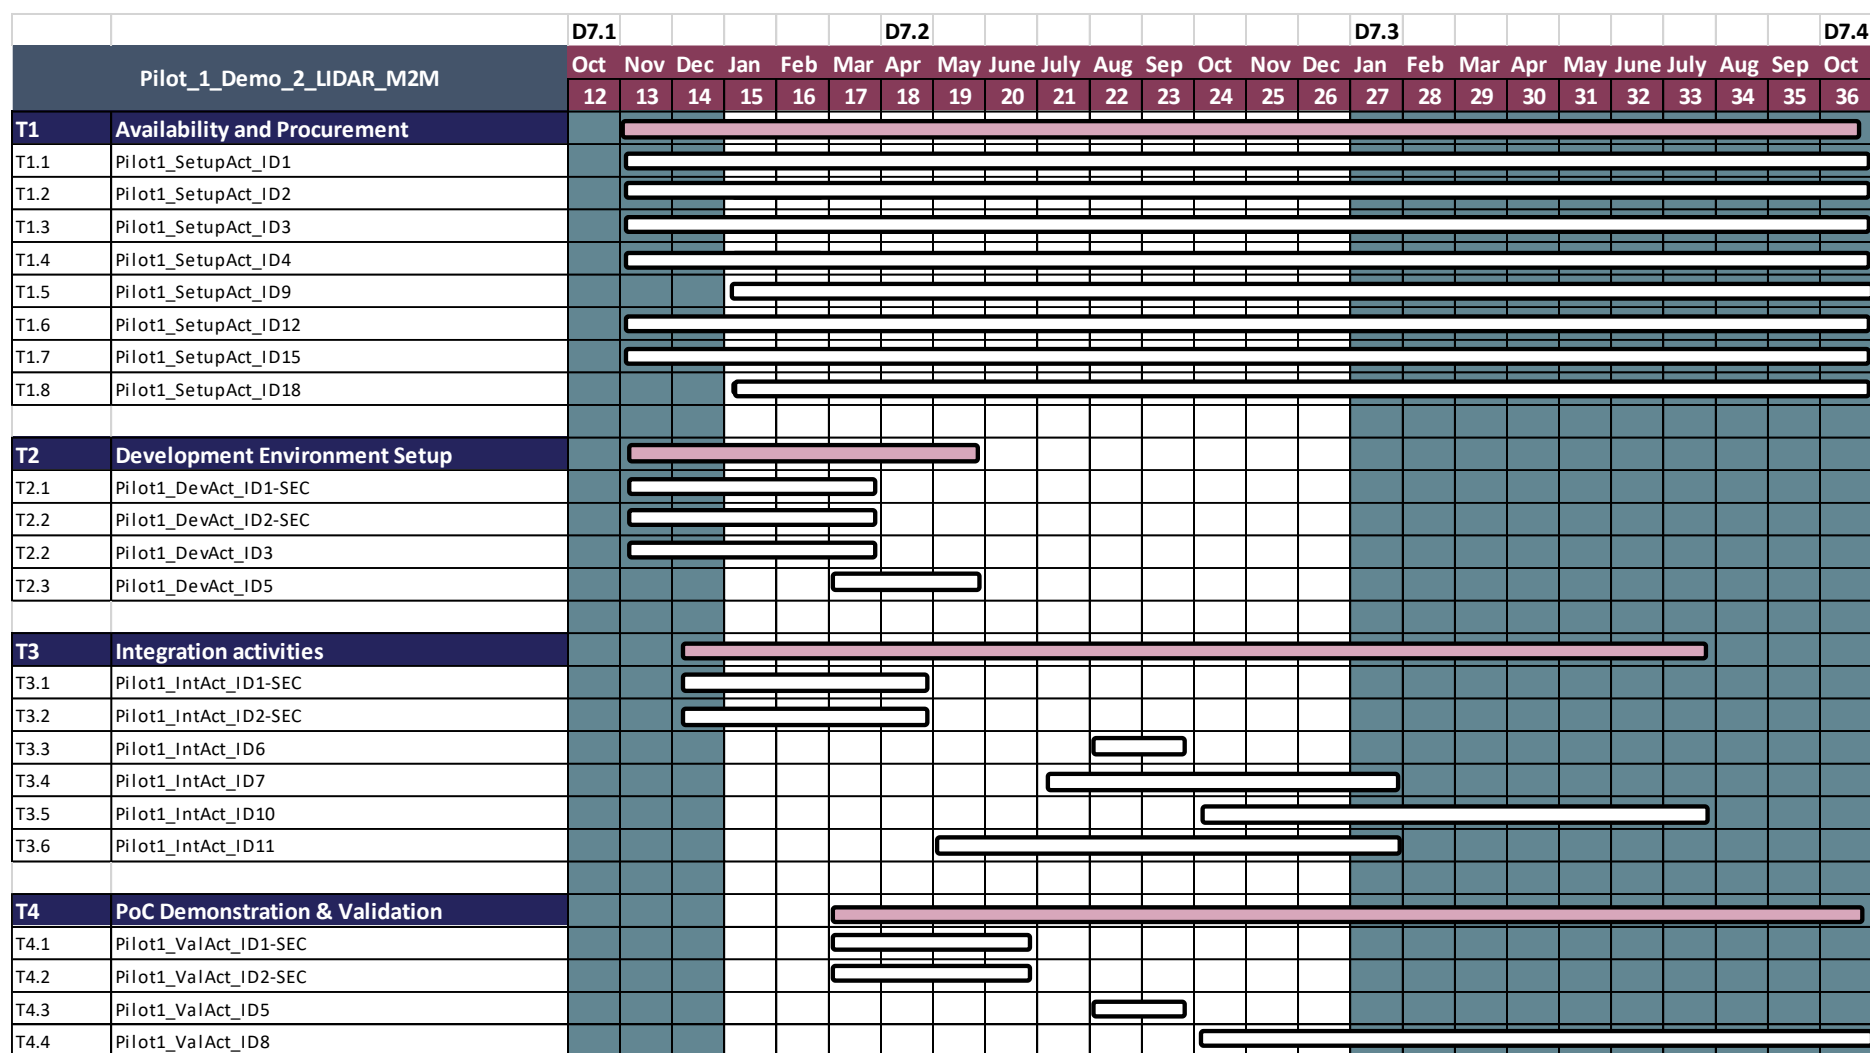 D7.1 D7.2 D7.3 D7.4
Pilot_1_Demo_2_LIDAR_M2M
Oct Nov Dec Jan Feb Mar Apr May June July Aug Sep Oct Nov Dec Jan Feb Mar Apr May June July Aug Sep Oct
12 13 14 15 16 17 18 19 20 21 22 23 24 25 26 27 28 29 30 31 32 33 34 35 36
T1 Availability and Procurement
T1.1 Pilot1_SetupAct_ID1
T1.2 Pilot1_SetupAct_ID2
T1.3 Pilot1_SetupAct_ID3
T1.4 Pilot1_SetupAct_ID4
T1.5 Pilot1_SetupAct_ID9
T1.6 Pilot1_SetupAct_ID12
T1.7 Pilot1_SetupAct_ID15
T1.8 Pilot1_SetupAct_ID18
T2 Development Environment Setup
T2.1 Pilot1_DevAct_ID1-SEC
T2.2 Pilot1_DevAct_ID2-SEC
T2.2 Pilot1_DevAct_ID3
T2.3 Pilot1_DevAct_ID5
T3 Integration activities
T3.1 Pilot1_IntAct_ID1-SEC
T3.2 Pilot1_IntAct_ID2-SEC
T3.3 Pilot1_IntAct_ID6
T3.4 Pilot1_IntAct_ID7
T3.5 Pilot1_IntAct_ID10
T3.6 Pilot1_IntAct_ID11
T4 PoC Demonstration & Validation
T4.1 Pilot1_ValAct_ID1-SEC
T4.2 Pilot1_ValAct_ID2-SEC
T4.3 Pilot1_ValAct_ID5
T4.4 Pilot1_ValAct_ID8